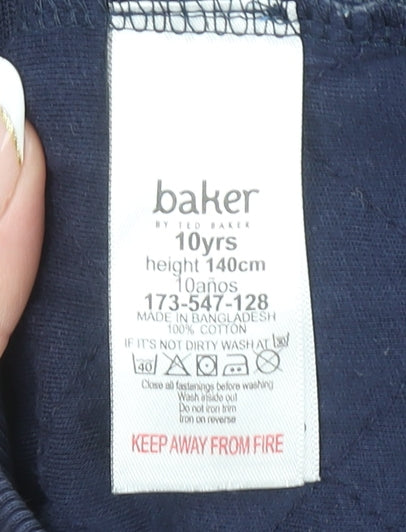 baker
BY TED BAKER
10yrs
height 140cm
10años
173-547-128
MADE IN BANGLADESH
100% COTTON
IF IT'S NOT DIRTY WASH AT 30°
40
Close all fastenings before washing
Wash inside out
Do not iron trim
Iron on reverse
KEEP AWAY FROM FIRE